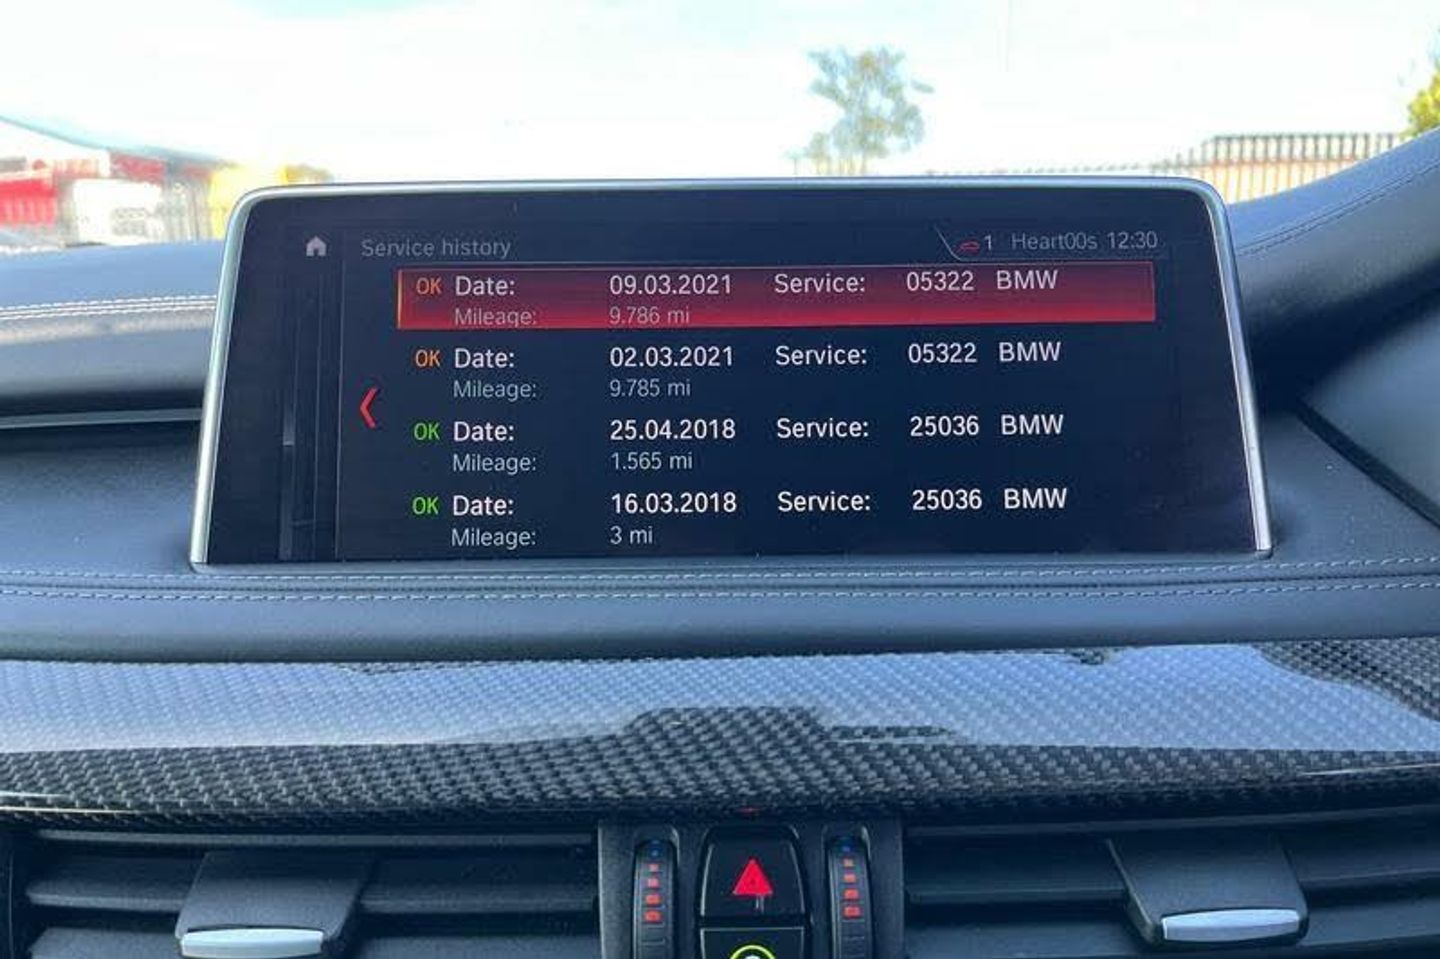 Service history 1 Heart00s 12:30
OK Date: 09.03.2021 Service: 05322 BMW
Mileage: 9.786 mi
OK Date: 02.03.2021 Service: 05322 BMW
Mileage: 9.785 mi
OK Date: 25.04.2018 Service: 25036 BMW
Mileage: 1.565 mi
OK Date: 16.03.2018 Service: 25036 BMW
Mileage: 3 mi